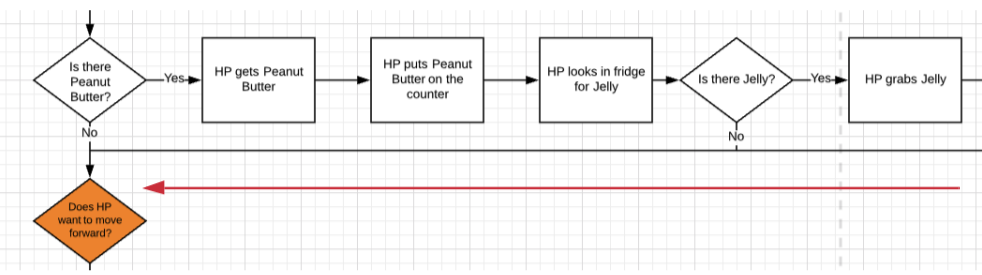 Is there
Peanut
Butter?
Yes
HP gets Peanut
Butter
HP puts Peanut
Butter on the
counter
HP looks in fridge
for Jelly
Is there Jelly?
Yes
HP grabs Jelly
No
No
Does HP
want to move
forward?